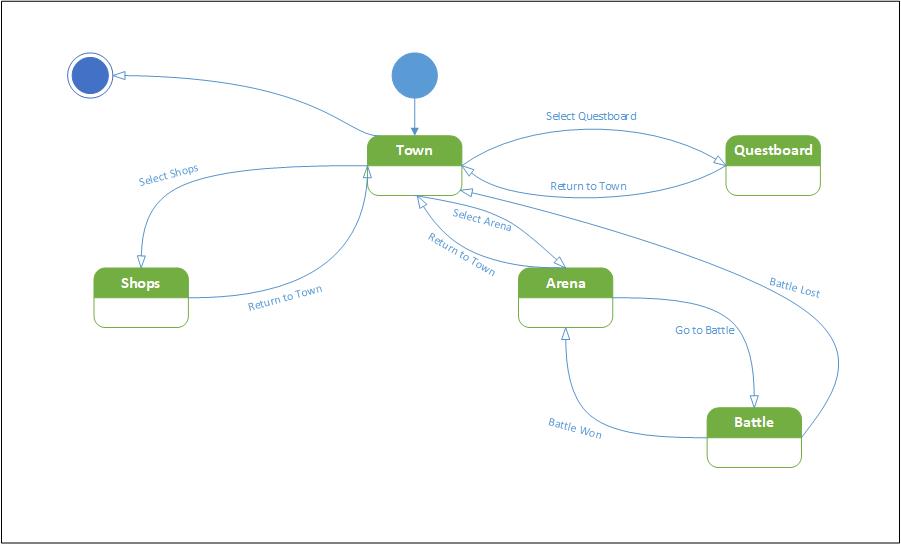 Select Questboard
Town
Questboard
Select Shops
Return to Town
Select Arena
Return to Town
Shops
Return to Town
Arena
Battle Lost
Go to Battle
Battle
Battle Won